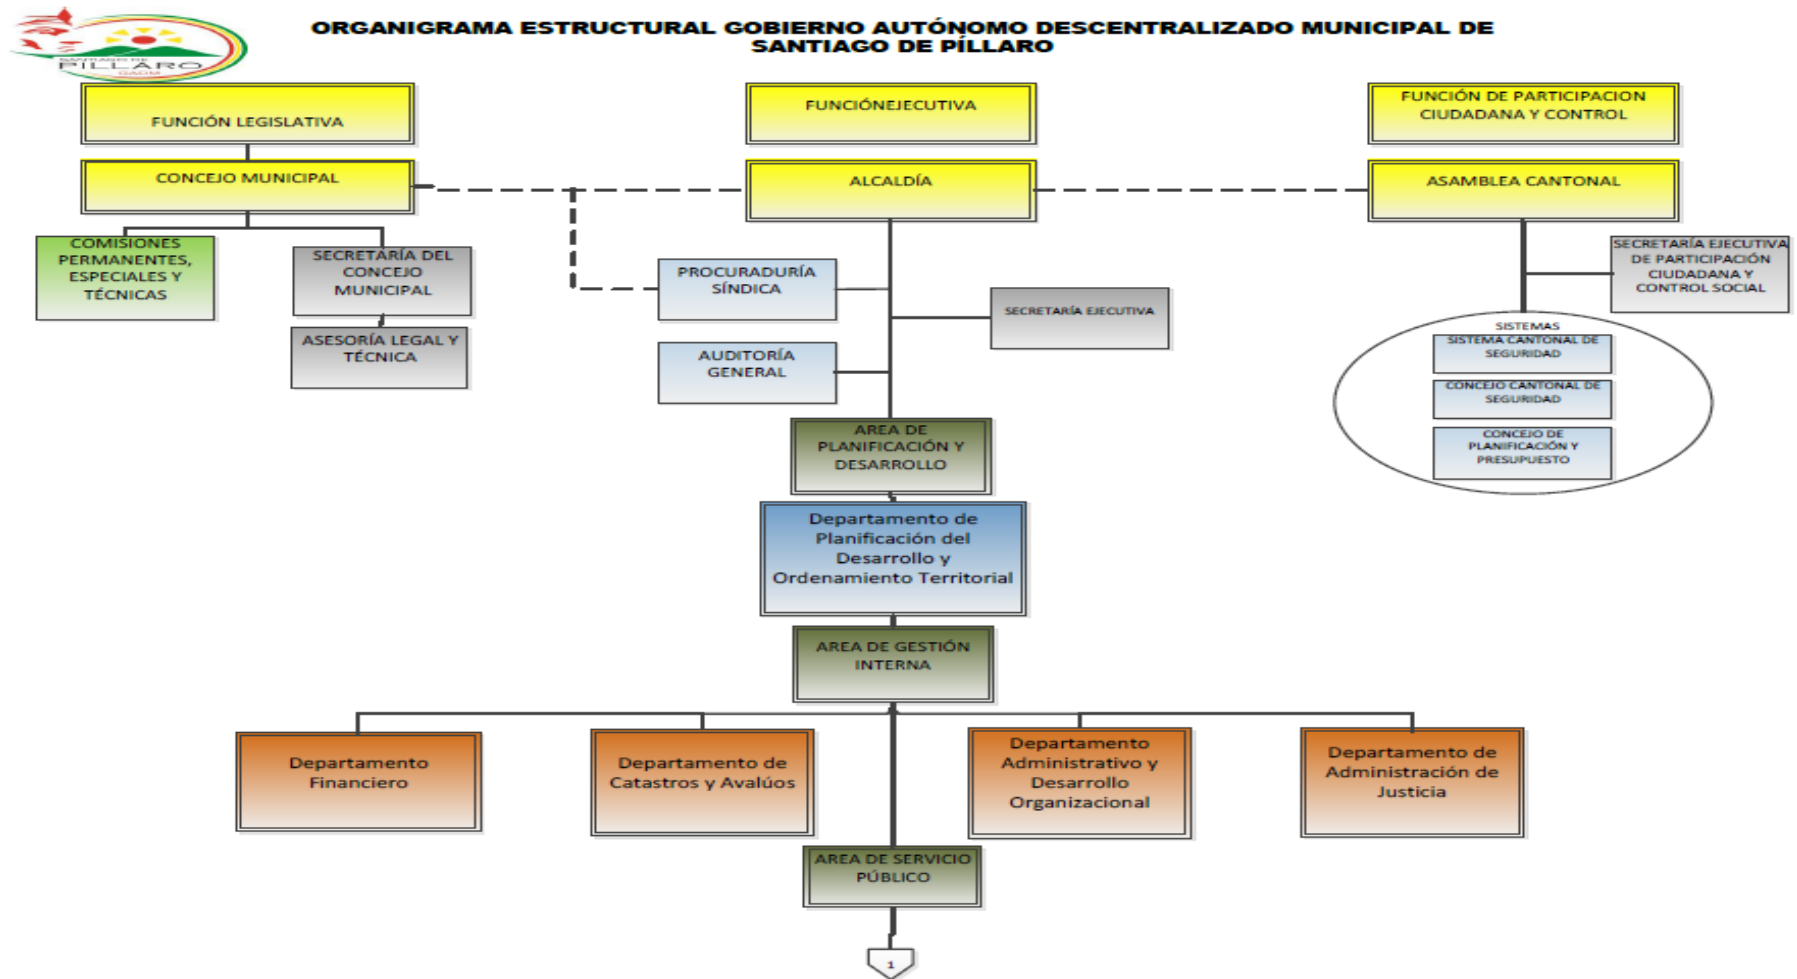 ORGANIGRAMA ESTRUCTURAL GOBIERNO AUTÓNOMO DESCENTRALIZADO MUNICIPAL DE
SANTIAGO DE PÍLLARO
SANTIAGO DE
PÍLLARO
GADM
FUNCIÓN LEGISLATIVA
FUNCIÓNEJECUTIVA
FUNCIÓN DE PARTICIPACION
CIUDADANA Y CONTROL
CONCEJO MUNICIPAL
ALCALDÍA
ASAMBLEA CANTONAL
COMISIONES
PERMANENTES,
ESPECIALES Y
TÉCNICAS
SECRETARÍA DEL
CONCEJO
MUNICIPAL
ASESORÍA LEGAL Y
TÉCNICA
PROCURADURÍA
SÍNDICA
SECRETARÍA EJECUTIVA
AUDITORÍA
GENERAL
SECRETARÍA EJECUTIVA
DE PARTICIPACIÓN
CIUDADANA Y
CONTROL SOCIAL
SISTEMAS
SISTEMA CANTONAL DE
SEGURIDAD
CONCEJO CANTONAL DE
SEGURIDAD
CONCEJO DE
PLANIFICACIÓN Y
PRESUPUESTO
AREA DE
PLANIFICACIÓN Y
DESARROLLO
Departamento de
Planificación del
Desarrollo y
Ordenamiento Territorial
AREA DE GESTIÓN
INTERNA
Departamento
Financiero
Departamento de
Catastros y Avalúos
Departamento
Administrativo y
Desarrollo
Organizacional
Departamento de
Administración de
Justicia
AREA DE SERVICIO
PÚBLICO
1